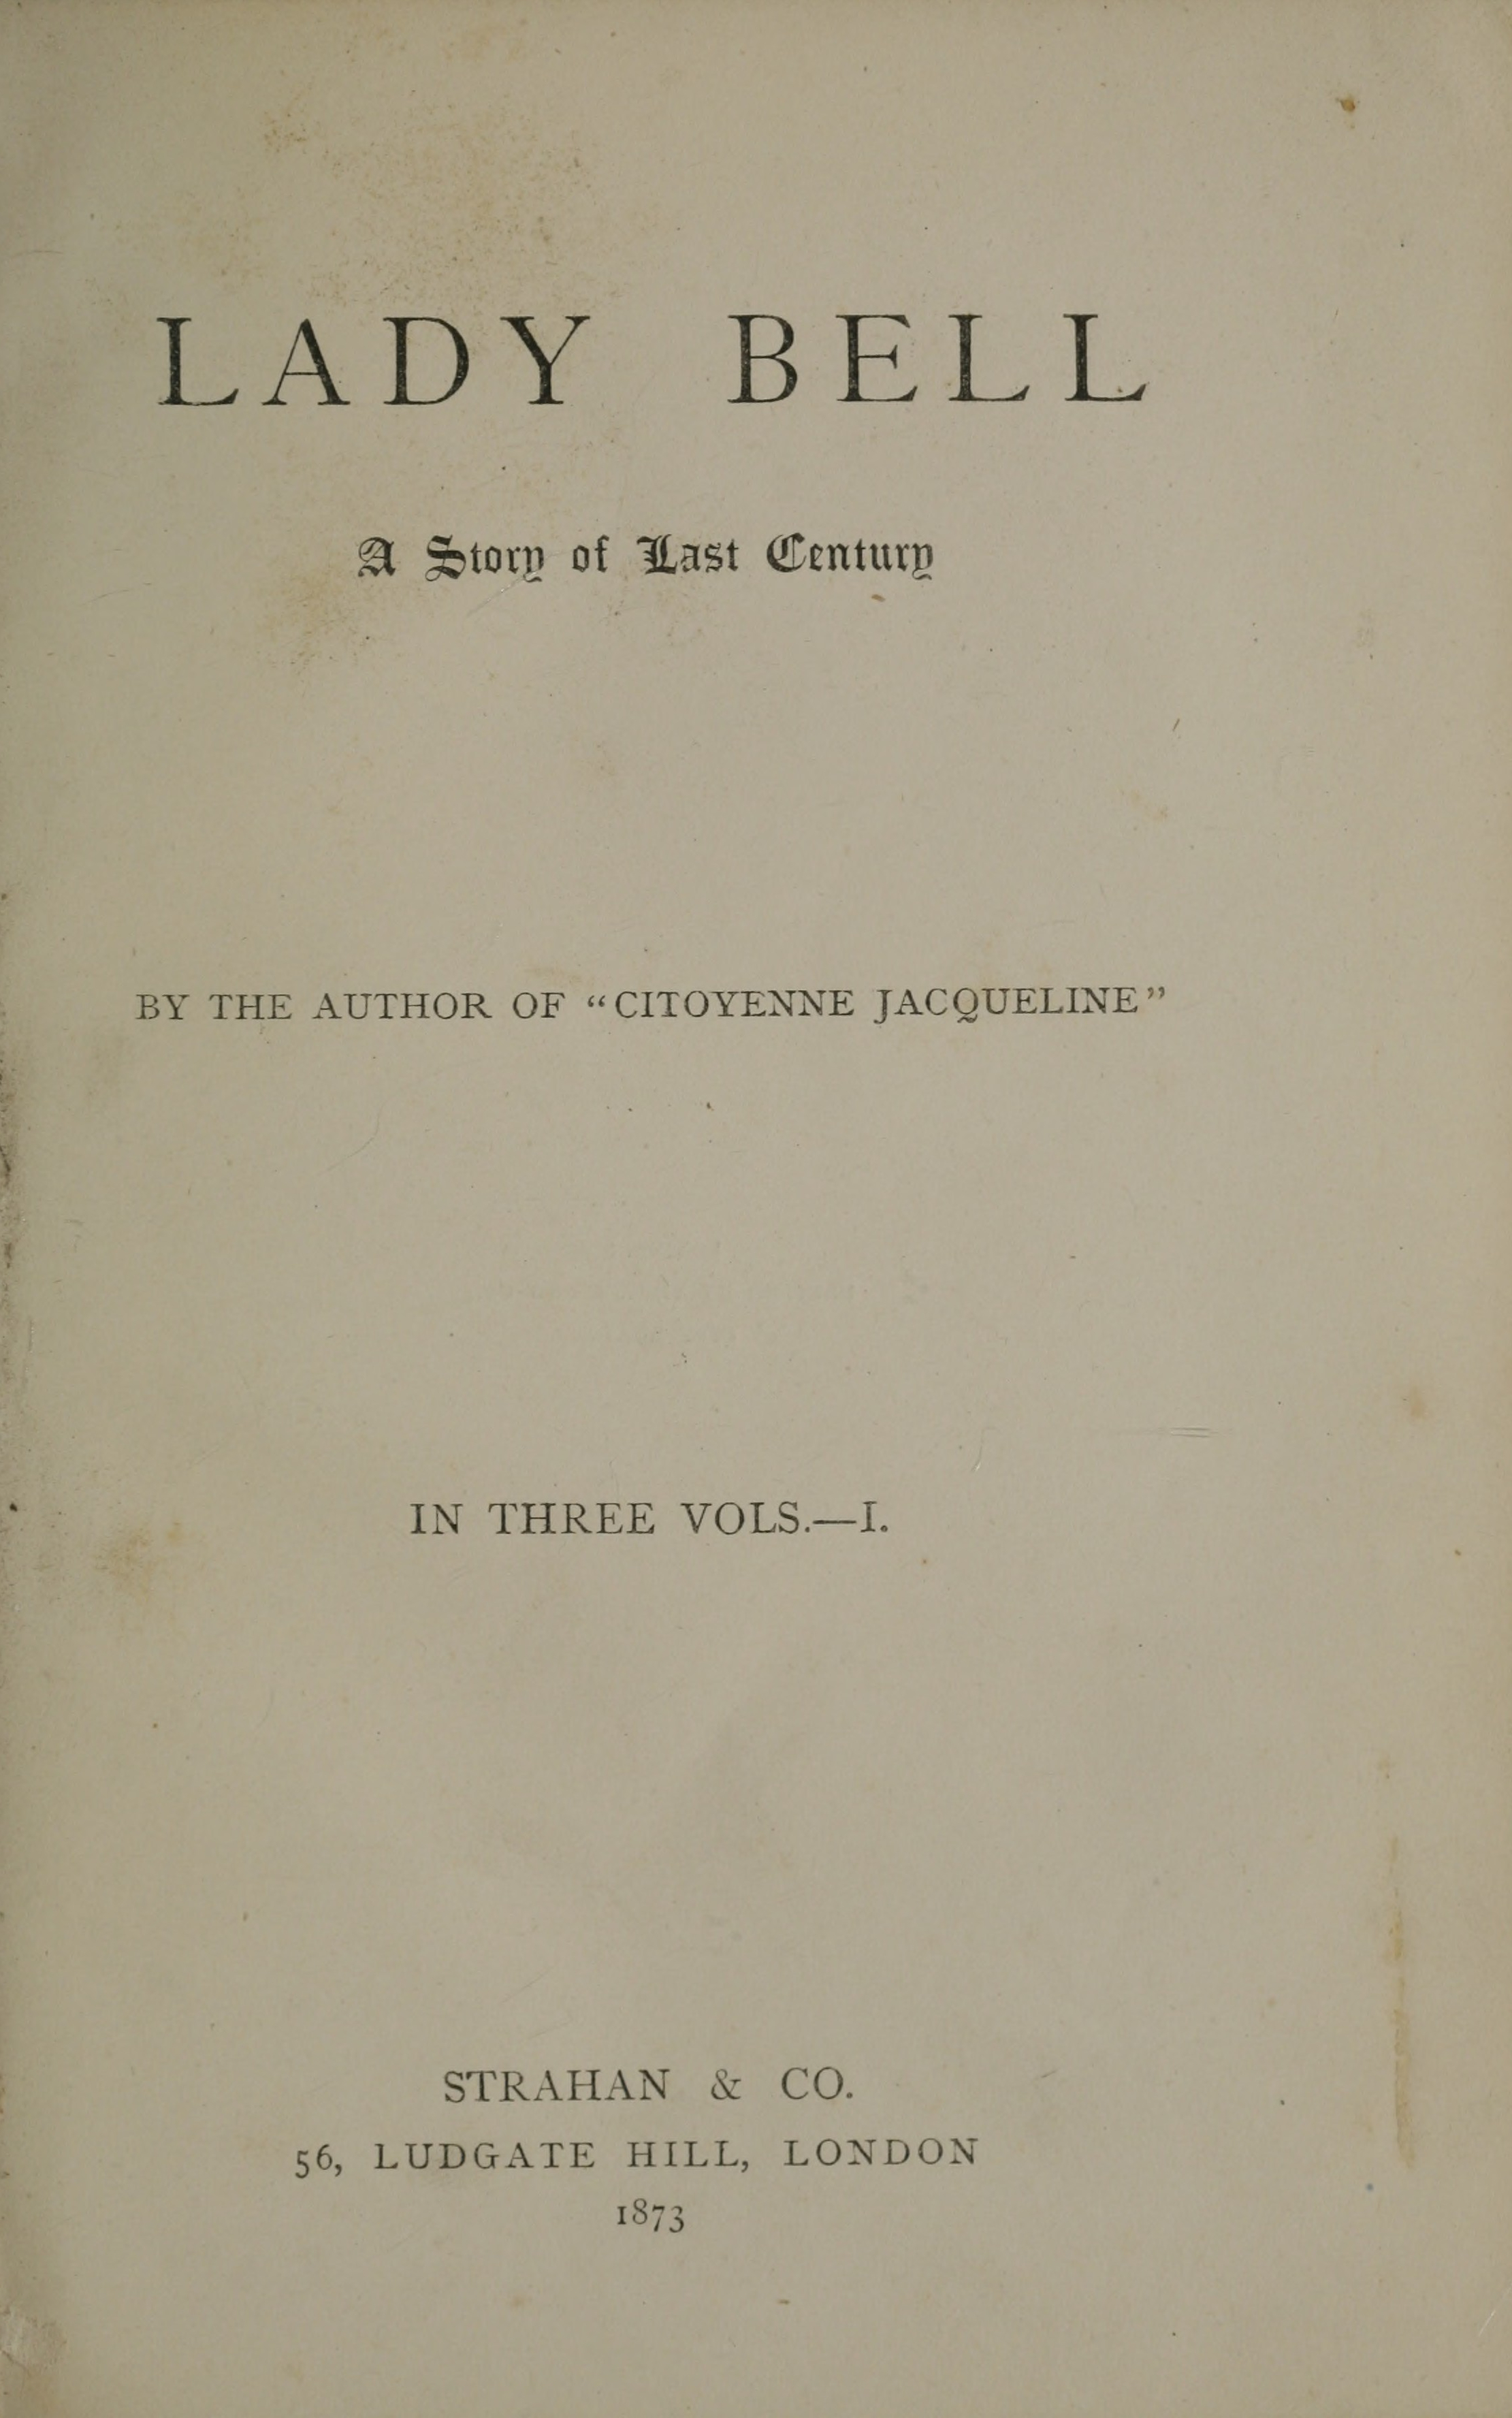 LADY BELL
A Story of Last Century
BY THE AUTHOR OF “CITOYENNE JACQUELINE”
IN THREE VOLS.—I.
STRAHAN & CO.
56, LUDGATE HILL, LONDON
1873